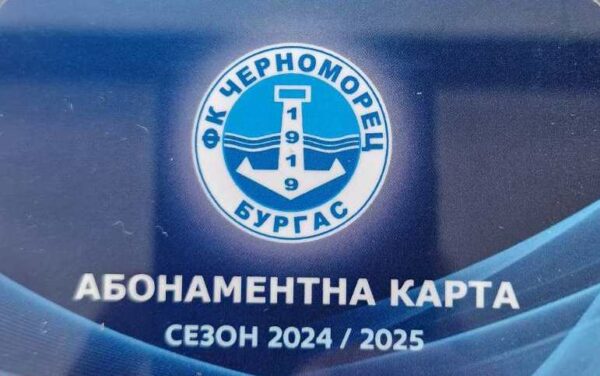 ФК ЧЕРНОМОРЕЦ
1919
БУРГАС
АБОНАМЕНТНА КАРТА
СЕЗОН 2024 / 2025